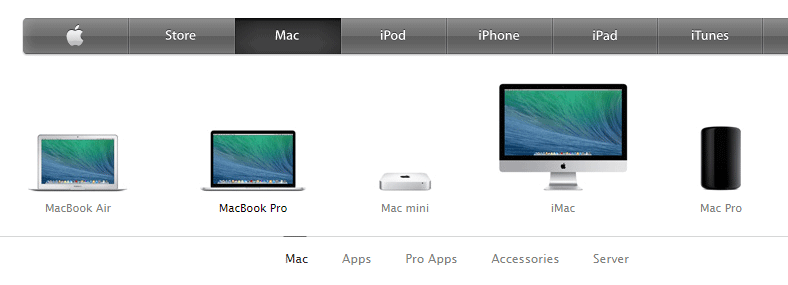 Store Mac iPod iPhone iPad iTunes
MacBook Air MacBook Pro Mac mini iMac Mac Pro
Mac Apps Pro Apps Accessories Server